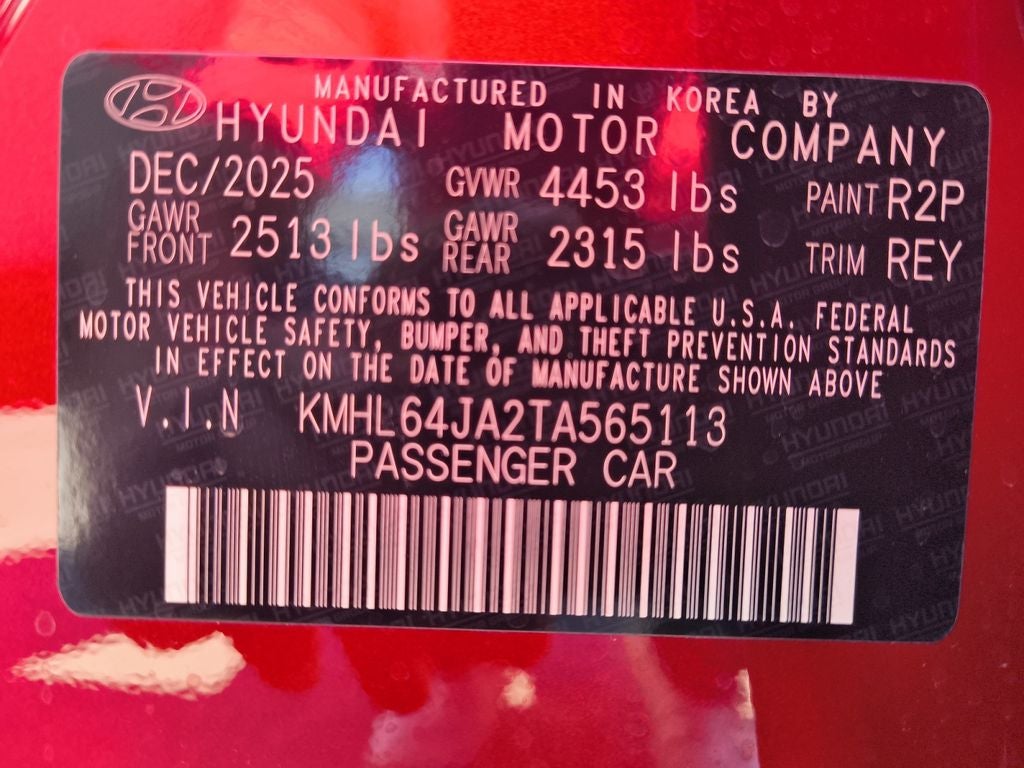 MANUFACTURED IN KOREA BY
HYUNDAI MOTOR COMPANY
DEC/2025 GVWR 4453 lbs PAINT R2P
GAWR FRONT 2513 lbs GAWR REAR 2315 lbs TRIM REY
THIS VEHICLE CONFORMS TO ALL APPLICABLE U.S.A. FEDERAL
MOTOR VEHICLE SAFETY, BUMPER, AND THEFT PREVENTION STANDARDS
IN EFFECT ON THE DATE OF MANUFACTURE SHOWN ABOVE
V.I.N KMHL64JA2TA565113
PASSENGER CAR